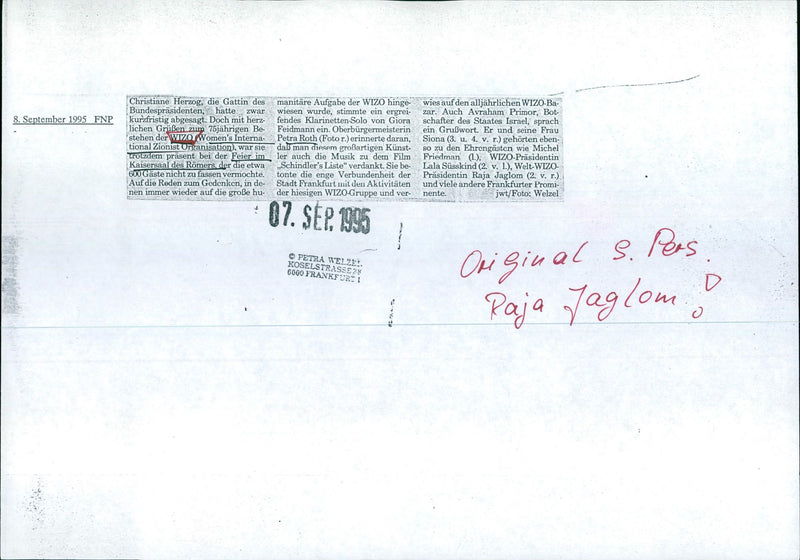 8. September 1995 FNP
Christiane Herzog, die Gattin des
Bundespräsidenten, hatte zwar
kurzfristig abgesagt. Doch mit herz-
lichen Grüßen zum 75jährigen Be-
stehen der WIZO (Women's Interna-
tional Zionist Organisation), war sie
trotzdem präsent bei der Feier im
Kaisersaal des Römers, der die etwa
600 Gäste nicht zu fassen vermochte.
Auf die Reden zum Gedenken, in de-
nen immer wieder auf die große hu-
manitäre Aufgabe der WIZO hinge-
wiesen wurde, stimmte ein ergrei-
fendes Klarinetten-Solo von Giora
Feidmann ein. Oberbürgermeisterin
Petra Roth (Foto r.) erinnerte daran,
daß man diesem großartigen Künst-
ler auch die Musik zu dem Film
„Schindler's Liste" verdankt. Sie be-
tonte die enge Verbundenheit der
Stadt Frankfurt mit den Aktivitäten
der hiesigen WIZO-Gruppe und ver-
wies auf den alljährlichen WIZO-Ba-
zar. Auch Avraham Primor, Bot-
schafter des Staates Israel, sprach
ein Grußwort. Er und seine Frau
Siona (3. u. 4. v. r.) gehörten eben-
so zu den Ehrengästen wie Michel
Friedman (l.), WIZO-Präsidentin
Lala Süsskind (2. v. l.), Welt-WIZO-
Präsidentin Raja Jaglom (2. v. r.)
und viele andere Frankfurter Promi-
nente. jwt/Foto: Welzel
07. SEP. 1995
© PETRA WELZEL
KOSELSTRASSE
6000 FRANKFURT 1
Original s. Pers.
Raja Jaglom!